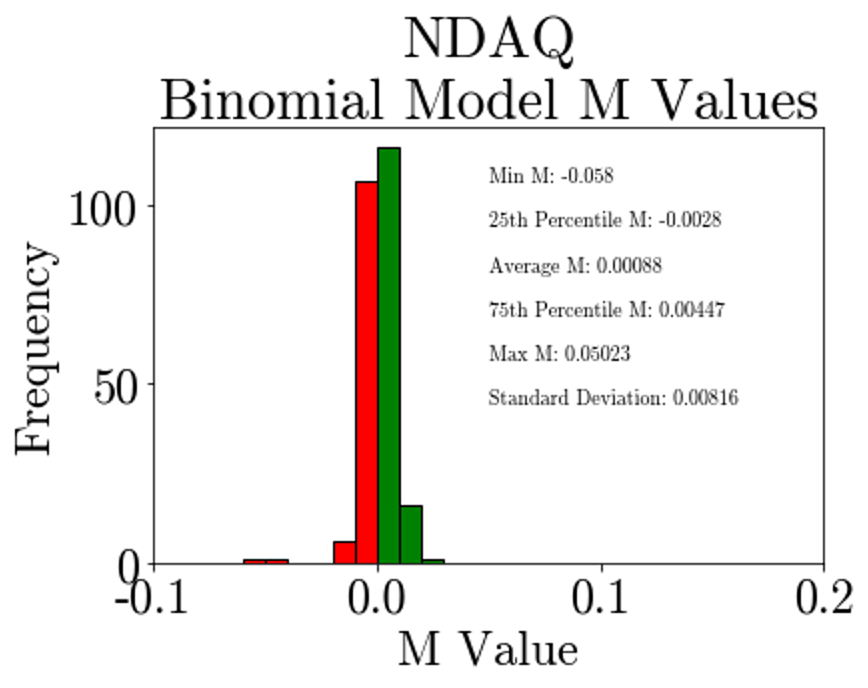 NDAQ
Binomial Model M Values
Min M: -0.058
25th Percentile M: -0.0028
Average M: 0.00088
75th Percentile M: 0.00447
Max M: 0.05023
Standard Deviation: 0.00816
Frequency
100
50
0
-0.1 0.0 0.1 0.2
M Value